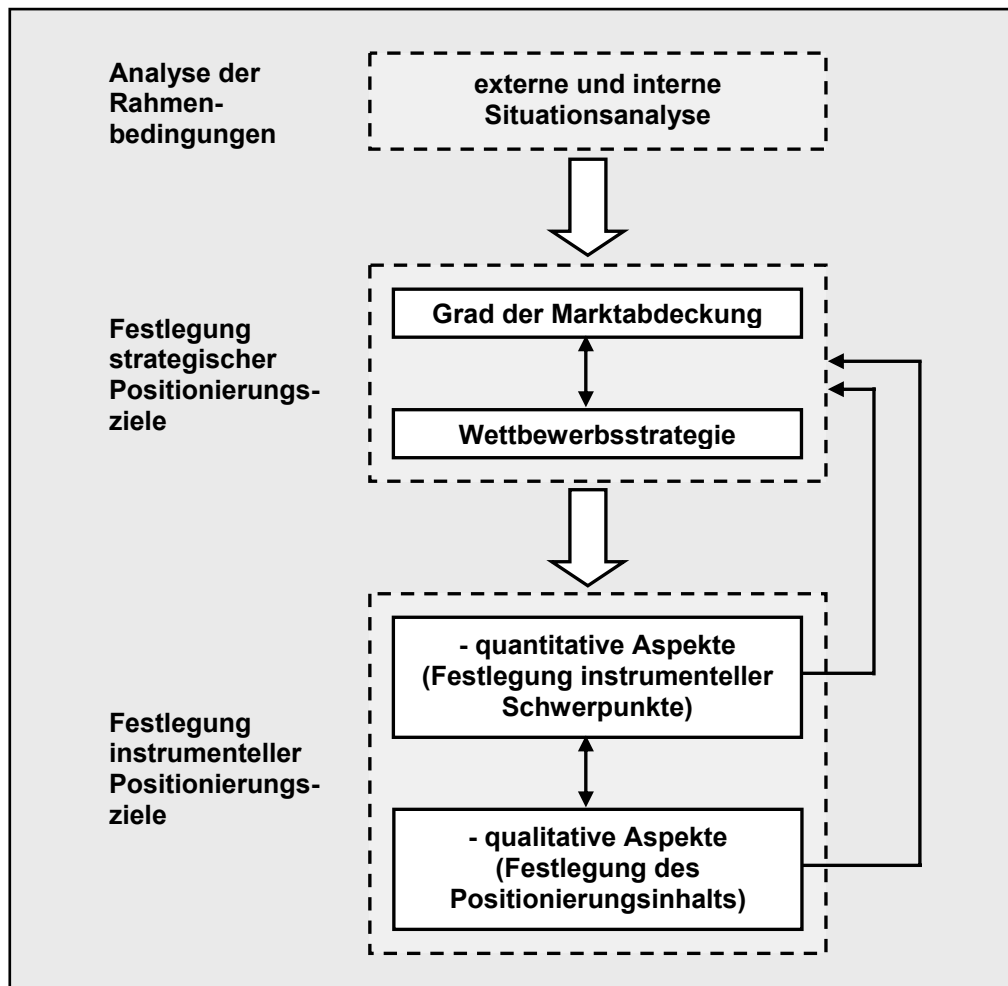 Analyse der
Rahmen-
bedingungen
externe und interne
Situationsanalyse
Festlegung
strategischer
Positionierungs-
ziele
Grad der Marktabdeckung
Wettbewerbsstrategie
Festlegung
instrumenteller
Positionierungs-
ziele
- quantitative Aspekte
(Festlegung instrumenteller
Schwerpunkte)
- qualitative Aspekte
(Festlegung des
Positionierungsinhalts)